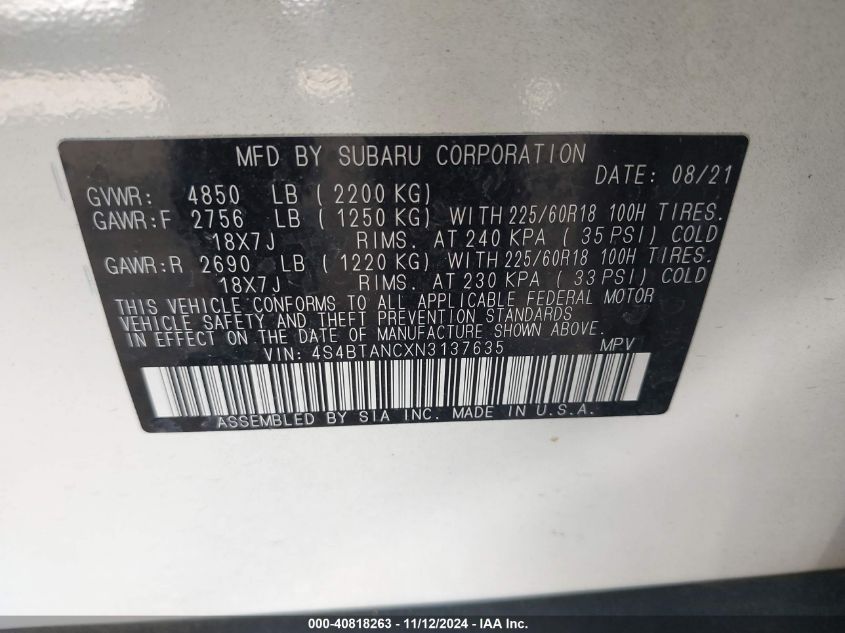 MFD BY SUBARU CORPORATION
DATE: 08/21
GVWR: 4850 LB ( 2200 KG)
GAWR:F 2756 LB ( 1250 KG) WITH 225/60R18 100H TIRES.
18X7J RIMS. AT 240 KPA ( 35 PSI) COLD
GAWR:R 2690 LB ( 1220 KG) WITH 225/60R18 100H TIRES.
18X7J RIMS. AT 230 KPA ( 33 PSI) COLD
THIS VEHICLE CONFORMS TO ALL APPLICABLE FEDERAL MOTOR
VEHICLE SAFETY AND THEFT PREVENTION STANDARDS
IN EFFECT ON THE DATE OF MANUFACTURE SHOWN ABOVE.
VIN: 4S4BTANCXN3137635 MPV
ASSEMBLED BY SIA INC. MADE IN U.S.A.
000-40818263 - 11/12/2024 - IAA Inc.